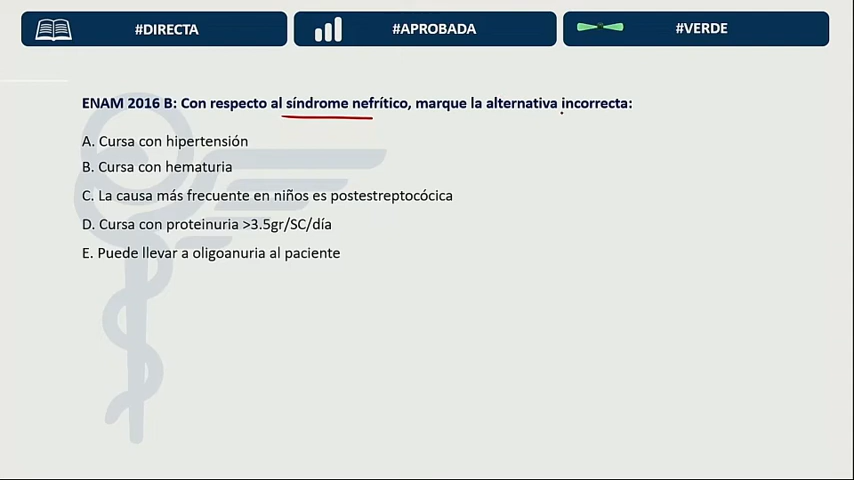 #DIRECTA
#APROBADA
#VERDE
ENAM 2016 B: Con respecto al síndrome nefrítico, marque la alternativa incorrecta:
A. Cursa con hipertensión
B. Cursa con hematuria
C. La causa más frecuente en niños es postestreptocócica
D. Cursa con proteinuria >3.5gr/SC/día
E. Puede llevar a oligoanuria al paciente